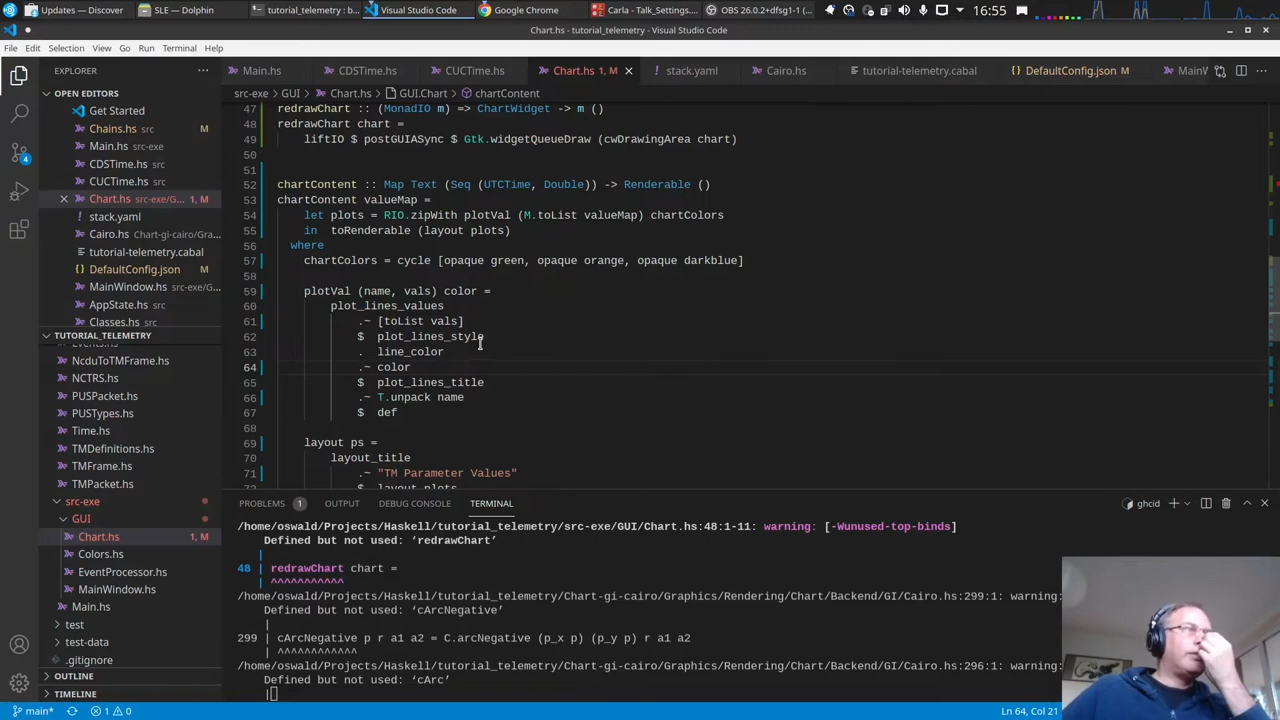 Updates — Discover
SLE — Dolphin
tutorial_telemetry : b...
Visual Studio Code
Google Chrome
Carla - Talk_Settings...
OBS 26.0.2+dfsg1-1 (...
16:55
Chart.hs - tutorial_telemetry - Visual Studio Code
File Edit Selection View Go Run Terminal Help
EXPLORER
Main.hs
CDSTime.hs
CUCTime.hs
Chart.hs 1, M
stack.yaml
Cairo.hs
tutorial-telemetry.cabal
DefaultConfig.json M
MainW
OPEN EDITORS
Get Started
Chains.hs src M
Main.hs src-exe
CDSTime.hs src
CUCTime.hs src
Chart.hs src-exe/G... 1, M
stack.yaml
Cairo.hs Chart-gi-cairo/Gra...
tutorial-telemetry.cabal
DefaultConfig.json M
MainWindow.hs src-exe/G...
AppState.hs src
Classes.hs src
TUTORIAL_TELEMETRY
NcduToTMFrame.hs
NCTRS.hs
PUSPacket.hs
PUSTypes.hs
Time.hs
TMDefinitions.hs
TMFrame.hs
TMPacket.hs
src-exe
GUI
Chart.hs 1, M
Colors.hs
EventProcessor.hs
MainWindow.hs
Main.hs
test
test-data
.gitignore
OUTLINE
TIMELINE
4
src-exe > GUI > Chart.hs > GUI.Chart > chartContent
47 redrawChart :: (MonadIO m) => ChartWidget -> m ()
48 redrawChart chart =
49 liftIO $ postGUIASync $ Gtk.widgetQueueDraw (cwDrawingArea chart)
50
51
52 chartContent :: Map Text (Seq (UTCTime, Double)) -> Renderable ()
53 chartContent valueMap =
54 let plots = RIO.zipWith plotVal (M.toList valueMap) chartColors
55 in toRenderable (layout plots)
56 where
57 chartColors = cycle [opaque green, opaque orange, opaque darkblue]
58
59 plotVal (name, vals) color =
60 plot_lines_values
61 .~ [toList vals]
62 $ plot_lines_style
63 . line_color
64 .~ color
65 $ plot_lines_title
66 .~ T.unpack name
67 $ def
68
69 layout ps =
70 layout_title
71 .~ "TM Parameter Values"
$ layout_plots
PROBLEMS 1 OUTPUT DEBUG CONSOLE TERMINAL
ghcid
/home/oswald/Projects/Haskell/tutorial_telemetry/src-exe/GUI/Chart.hs:48:1-11: warning: [-Wunused-top-binds]
Defined but not used: ‘redrawChart’
|
48 | redrawChart chart =
| ^^^^^^^^^^^
/home/oswald/Projects/Haskell/tutorial_telemetry/Chart-gi-cairo/Graphics/Rendering/Chart/Backend/GI/Cairo.hs:299:1: warning:
Defined but not used: ‘cArcNegative’
|
299 | cArcNegative p r a1 a2 = C.arcNegative (p_x p) (p_y p) r a1 a2
| ^^^^^^^^^^^^
/home/oswald/Projects/Haskell/tutorial_telemetry/Chart-gi-cairo/Graphics/Rendering/Chart/Backend/GI/Cairo.hs:296:1: warning:
Defined but not used: ‘cArc’
|
main* 1 0
Ln 64, Col 21